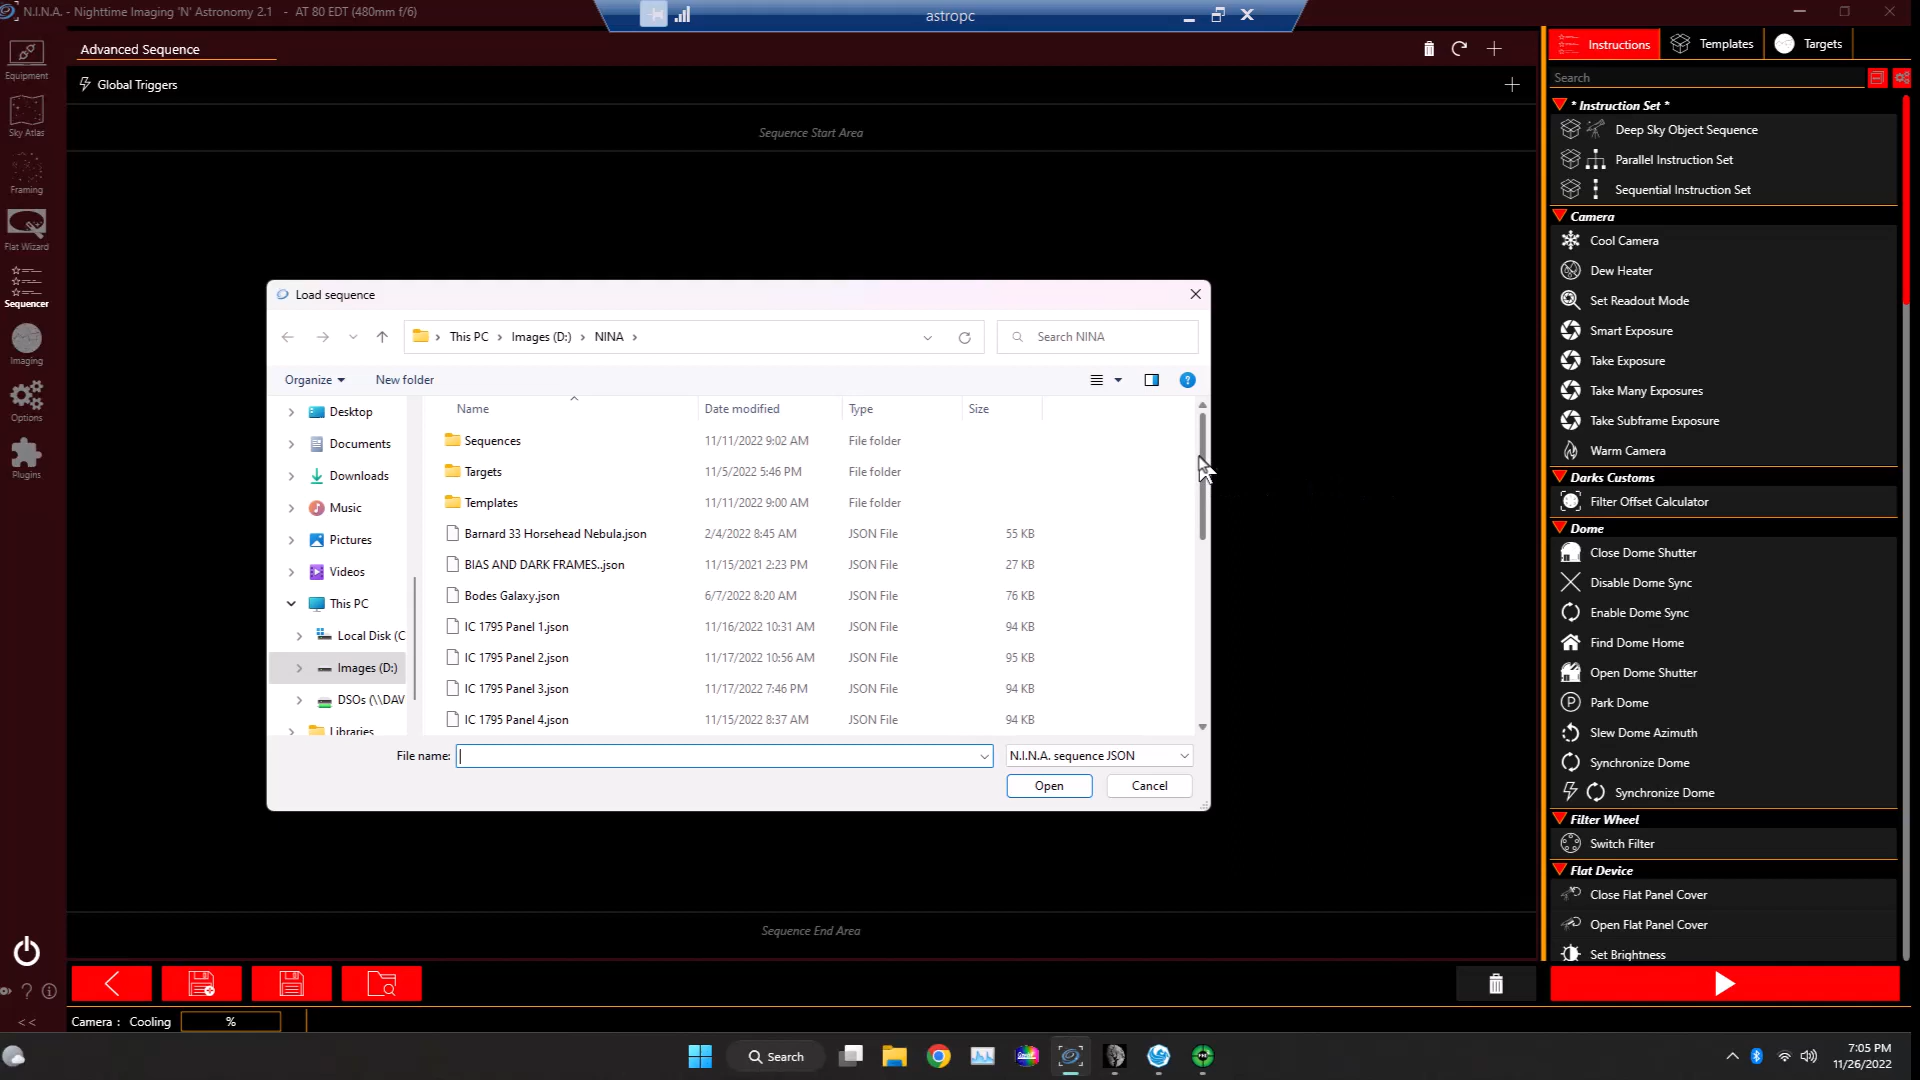 N.I.N.A. - Nighttime Imaging 'N' Astronomy 2.1 - AT 80 EDT (480mm f/6)
astropc
Equipment
Sky Atlas
Framing
Flat Wizard
Sequencer
Imaging
Options
Plugins
<<
Advanced Sequence
Global Triggers
Sequence Start Area
Load sequence
This PC > Images (D:) > NINA >
Search NINA
Organize
New folder
Desktop
Documents
Downloads
Music
Pictures
Videos
This PC
Local Disk (C
Images (D:)
DSOs (\\DAV
Libraries
Name Date modified Type Size
Sequences 11/11/2022 9:02 AM File folder
Targets 11/5/2022 5:46 PM File folder
Templates 11/11/2022 9:00 AM File folder
Barnard 33 Horsehead Nebula.json 2/4/2022 8:45 AM JSON File 55 KB
BIAS AND DARK FRAMES..json 11/15/2021 2:23 PM JSON File 27 KB
Bodes Galaxy.json 6/7/2022 8:20 AM JSON File 76 KB
IC 1795 Panel 1.json 11/16/2022 10:31 AM JSON File 94 KB
IC 1795 Panel 2.json 11/17/2022 10:56 AM JSON File 95 KB
IC 1795 Panel 3.json 11/17/2022 7:46 PM JSON File 94 KB
IC 1795 Panel 4.json 11/15/2022 8:37 AM JSON File 94 KB
File name:
N.I.N.A. sequence JSON
Open
Cancel
Sequence End Area
Instructions
Templates
Targets
Search
* Instruction Set *
Deep Sky Object Sequence
Parallel Instruction Set
Sequential Instruction Set
Camera
Cool Camera
Dew Heater
Set Readout Mode
Smart Exposure
Take Exposure
Take Many Exposures
Take Subframe Exposure
Warm Camera
Darks Customs
Filter Offset Calculator
Dome
Close Dome Shutter
Disable Dome Sync
Enable Dome Sync
Find Dome Home
Open Dome Shutter
Park Dome
Slew Dome Azimuth
Synchronize Dome
Synchronize Dome
Filter Wheel
Switch Filter
Flat Device
Close Flat Panel Cover
Open Flat Panel Cover
Set Brightness
Camera : Cooling %
Search
7:05 PM
11/26/2022